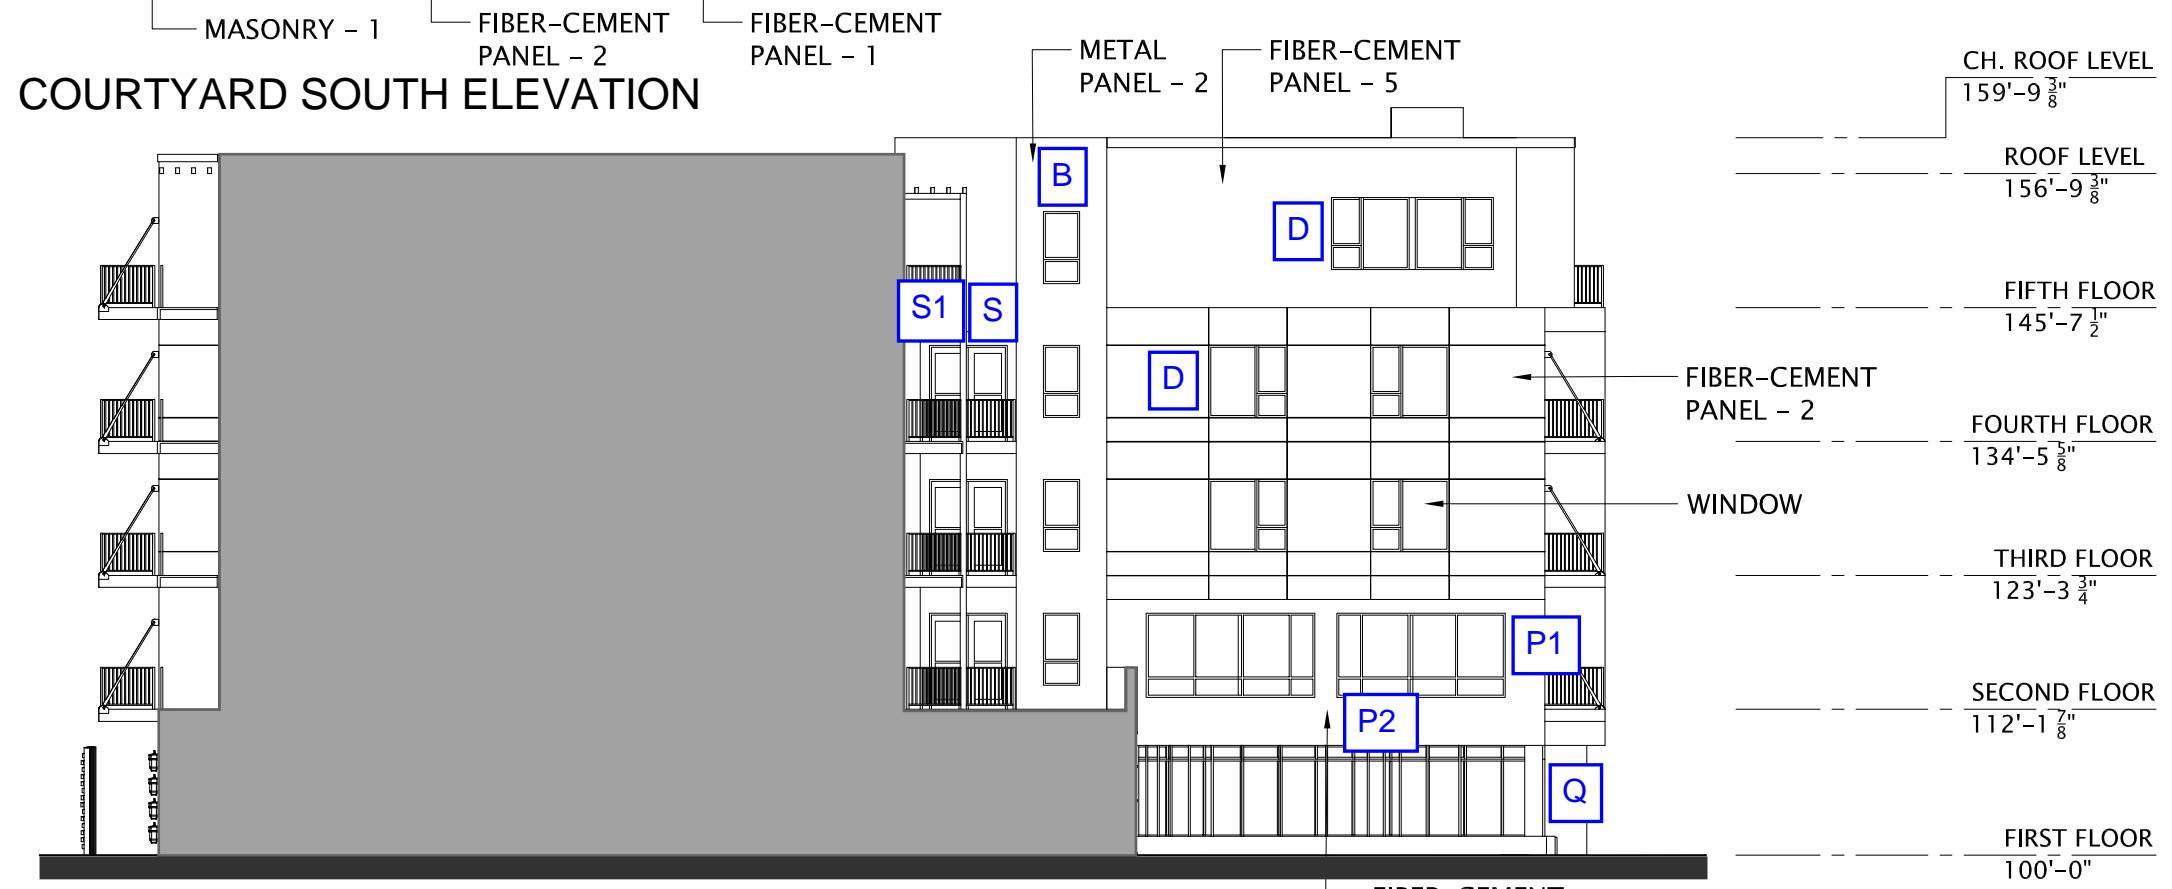 MASONRY – 1
FIBER–CEMENT
PANEL – 2
FIBER–CEMENT
PANEL – 1
COURTYARD SOUTH ELEVATION
METAL
PANEL – 2
FIBER–CEMENT
PANEL – 5
CH. ROOF LEVEL
159'–9 3/8"
ROOF LEVEL
156'–9 3/8"
B
D
S1
S
FIFTH FLOOR
145'–7 1/2"
D
FIBER–CEMENT
PANEL – 2
FOURTH FLOOR
134'–5 5/8"
WINDOW
THIRD FLOOR
123'–3 3/4"
P1
SECOND FLOOR
112'–1 7/8"
P2
Q
FIRST FLOOR
100'–0"
FIBER–CEMENT